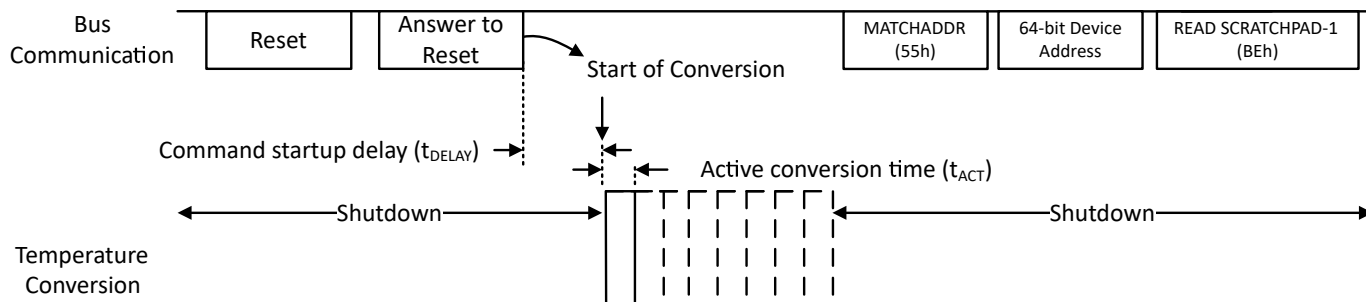 Bus
Communication
Reset
Answer to
Reset
MATCHADDR
(55h)
64-bit Device
Address
READ SCRATCHPAD-1
(BEh)
Start of Conversion
Command startup delay (tDELAY)
Active conversion time (tACT)
Shutdown
Shutdown
Temperature
Conversion